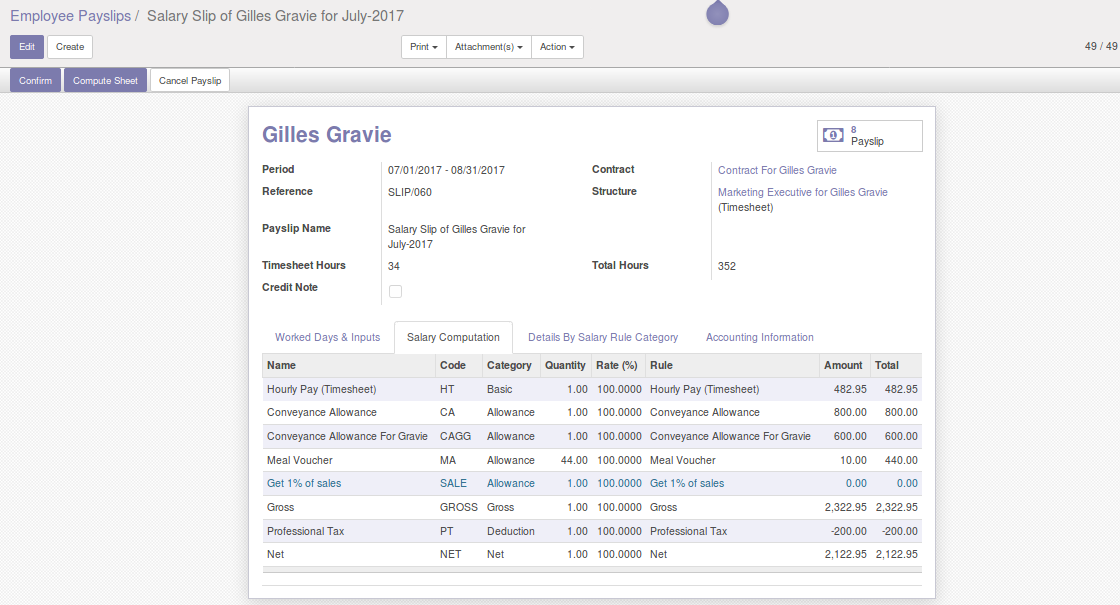 Employee Payslips / Salary Slip of Gilles Gravie for July-2017
Edit Create Print Attachment(s) Action 49 / 49
Confirm Compute Sheet Cancel Payslip
Gilles Gravie
8
Payslip
Period 07/01/2017 - 08/31/2017 Contract Contract For Gilles Gravie
Reference SLIP/060 Structure Marketing Executive for Gilles Gravie
(Timesheet)
Payslip Name Salary Slip of Gilles Gravie for
July-2017
Timesheet Hours 34 Total Hours 352
Credit Note
Worked Days & Inputs Salary Computation Details By Salary Rule Category Accounting Information
Name Code Category Quantity Rate (%) Rule Amount Total
Hourly Pay (Timesheet) HT Basic 1.00 100.0000 Hourly Pay (Timesheet) 482.95 482.95
Conveyance Allowance CA Allowance 1.00 100.0000 Conveyance Allowance 800.00 800.00
Conveyance Allowance For Gravie CAGG Allowance 1.00 100.0000 Conveyance Allowance For Gravie 600.00 600.00
Meal Voucher MA Allowance 44.00 100.0000 Meal Voucher 10.00 440.00
Get 1% of sales SALE Allowance 1.00 100.0000 Get 1% of sales 0.00 0.00
Gross GROSS Gross 1.00 100.0000 Gross 2,322.95 2,322.95
Professional Tax PT Deduction 1.00 100.0000 Professional Tax -200.00 -200.00
Net NET Net 1.00 100.0000 Net 2,122.95 2,122.95